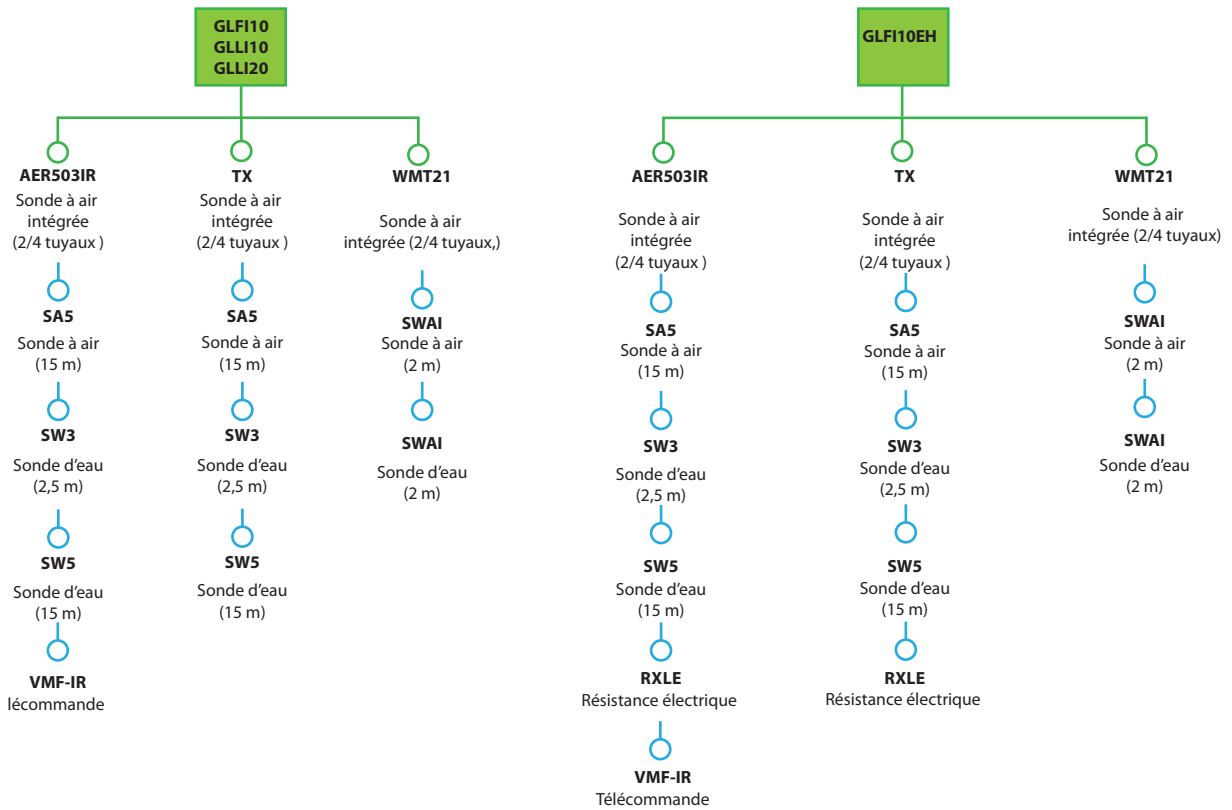 GLFI10
GLLI10
GLLI20
AER503IR
Sonde à air
intégrée
(2/4 tuyaux )
SA5
Sonde à air
(15 m)
SW3
Sonde d’eau
(2,5 m)
SW5
Sonde d’eau
(15 m)
VMF-IR
lécommande
TX
Sonde à air
intégrée
(2/4 tuyaux )
SA5
Sonde à air
(15 m)
SW3
Sonde d’eau
(2,5 m)
SW5
Sonde d’eau
(15 m)
WMT21
Sonde à air
intégrée (2/4 tuyaux,)
SWAI
Sonde à air
(2 m)
SWAI
Sonde d’eau
(2 m)
GLFI10EH
AER503IR
Sonde à air
intégrée
(2/4 tuyaux )
SA5
Sonde à air
(15 m)
SW3
Sonde d’eau
(2,5 m)
SW5
Sonde d’eau
(15 m)
RXLE
Résistance électrique
VMF-IR
Télécommande
TX
Sonde à air
intégrée
(2/4 tuyaux )
SA5
Sonde à air
(15 m)
SW3
Sonde d’eau
(2,5 m)
SW5
Sonde d’eau
(15 m)
RXLE
Résistance électrique
WMT21
Sonde à air
intégrée (2/4 tuyaux)
SWAI
Sonde à air
(2 m)
SWAI
Sonde d’eau
(2 m)